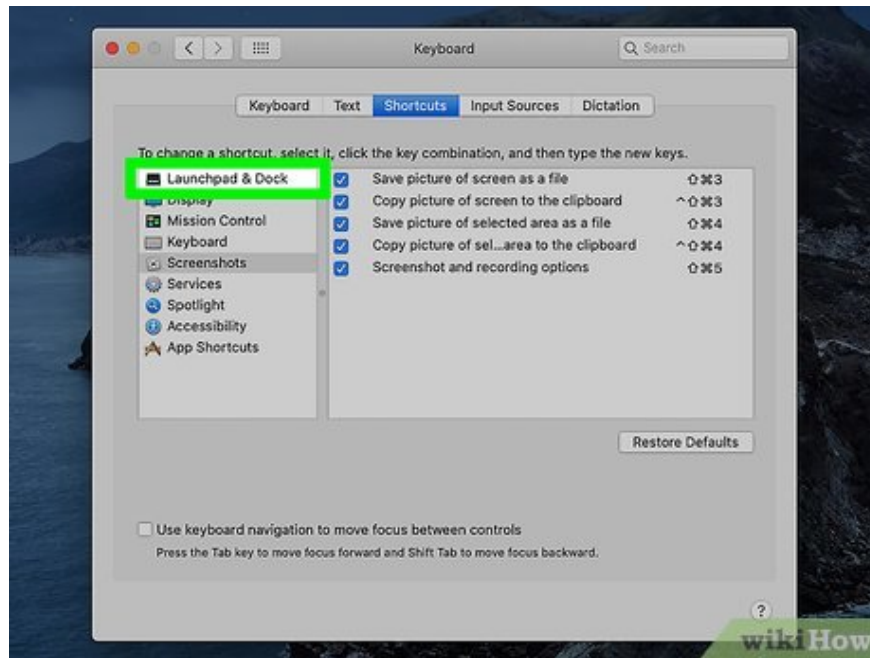 Keyboard
Search
Keyboard Text Shortcuts Input Sources Dictation
To change a shortcut, select it, click the key combination, and then type the new keys.
Launchpad & Dock
Display
Mission Control
Keyboard
Screenshots
Services
Spotlight
Accessibility
App Shortcuts
Save picture of screen as a file ⇧⌘3
Copy picture of screen to the clipboard ^⇧⌘3
Save picture of selected area as a file ⇧⌘4
Copy picture of sel...area to the clipboard ^⇧⌘4
Screenshot and recording options ⇧⌘5
Restore Defaults
Use keyboard navigation to move focus between controls
Press the Tab key to move focus forward and Shift Tab to move focus backward.
?
wikiHow